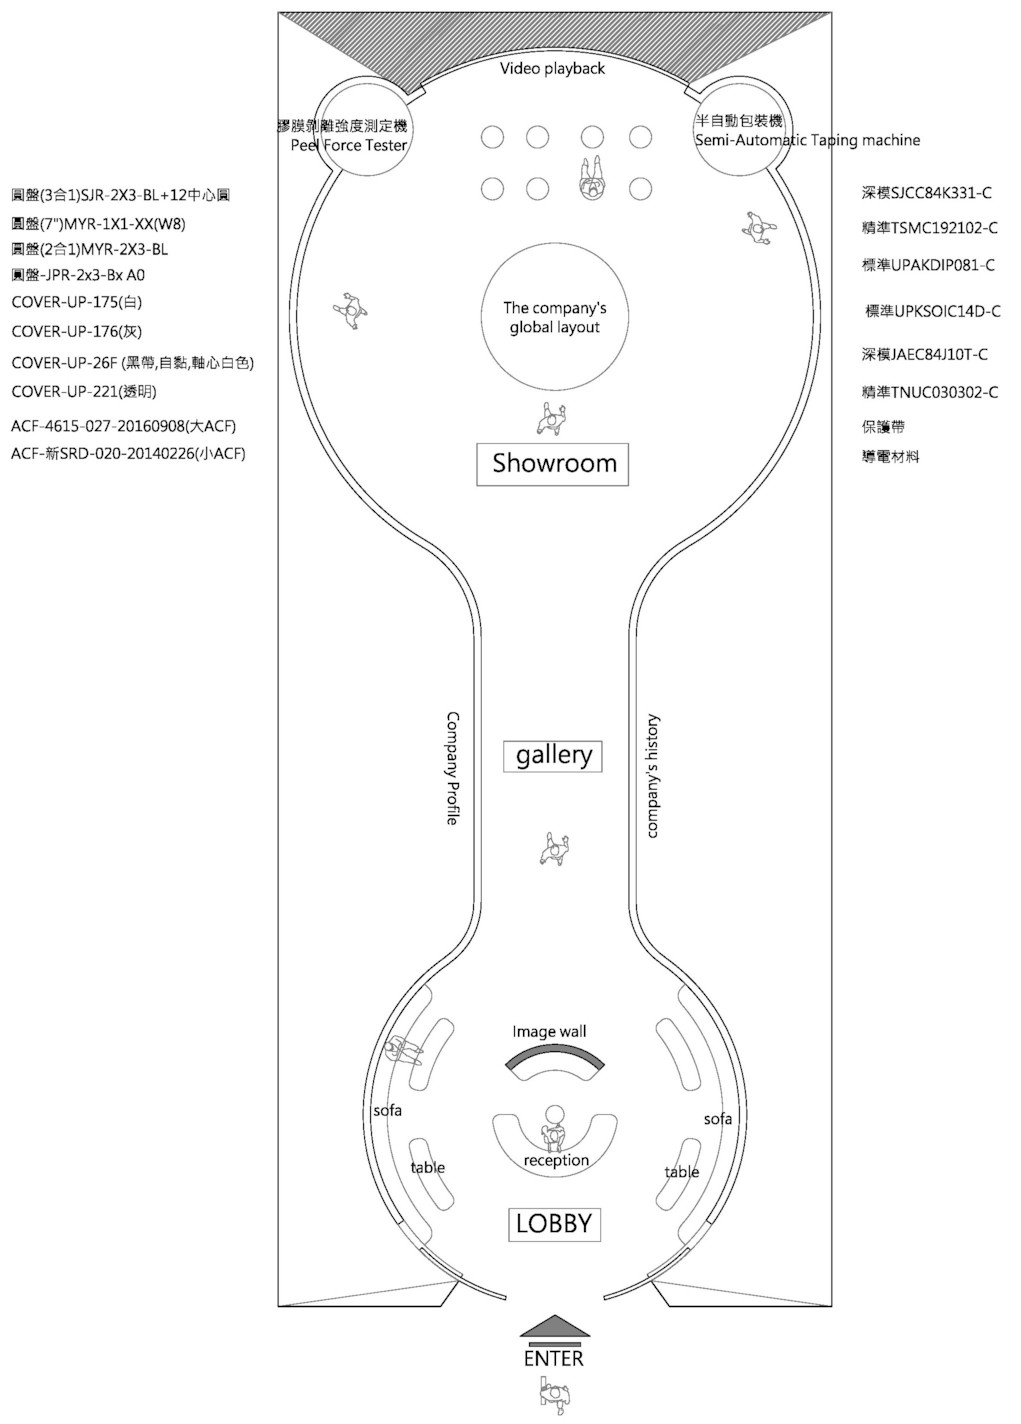 Video playback
膠膜剝離強度測定機
Peel Force Tester
半自動包裝機
Semi-Automatic Taping machine
圓盤(3合1)SJR-2X3-BL+12中心圓
圓盤(7")MYR-1X1-XX(W8)
圓盤(2合1)MYR-2X3-BL
圓盤-JPR-2x3-Bx A0
COVER-UP-175(白)
COVER-UP-176(灰)
COVER-UP-26F (黑帶,自黏,軸心白色)
COVER-UP-221(透明)
ACF-4615-027-20160908(大ACF)
ACF-新SRD-020-20140226(小ACF)
深模SJCC84K331-C
精準TSMC192102-C
標準UPAKDIP081-C
標準UPKSOIC14D-C
深模JAEC84J10T-C
精準TNUC030302-C
保護帶
導電材料
The company's
global layout
Showroom
Company Profile
gallery
company's history
Image wall
sofa
sofa
reception
table
table
LOBBY
ENTER